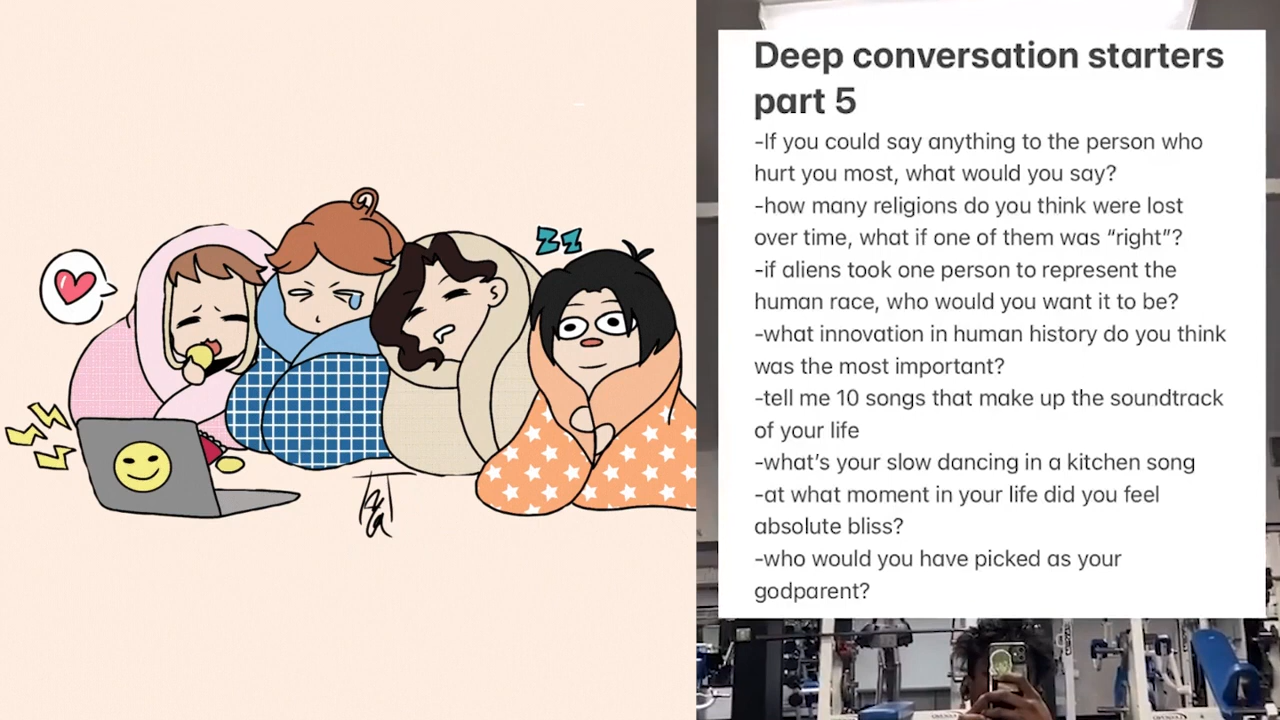 zz
Deep conversation starters
part 5
-If you could say anything to the person who
hurt you most, what would you say?
-how many religions do you think were lost
over time, what if one of them was “right”?
-if aliens took one person to represent the
human race, who would you want it to be?
-what innovation in human history do you think
was the most important?
-tell me 10 songs that make up the soundtrack
of your life
-what’s your slow dancing in a kitchen song
-at what moment in your life did you feel
absolute bliss?
-who would you have picked as your
godparent?